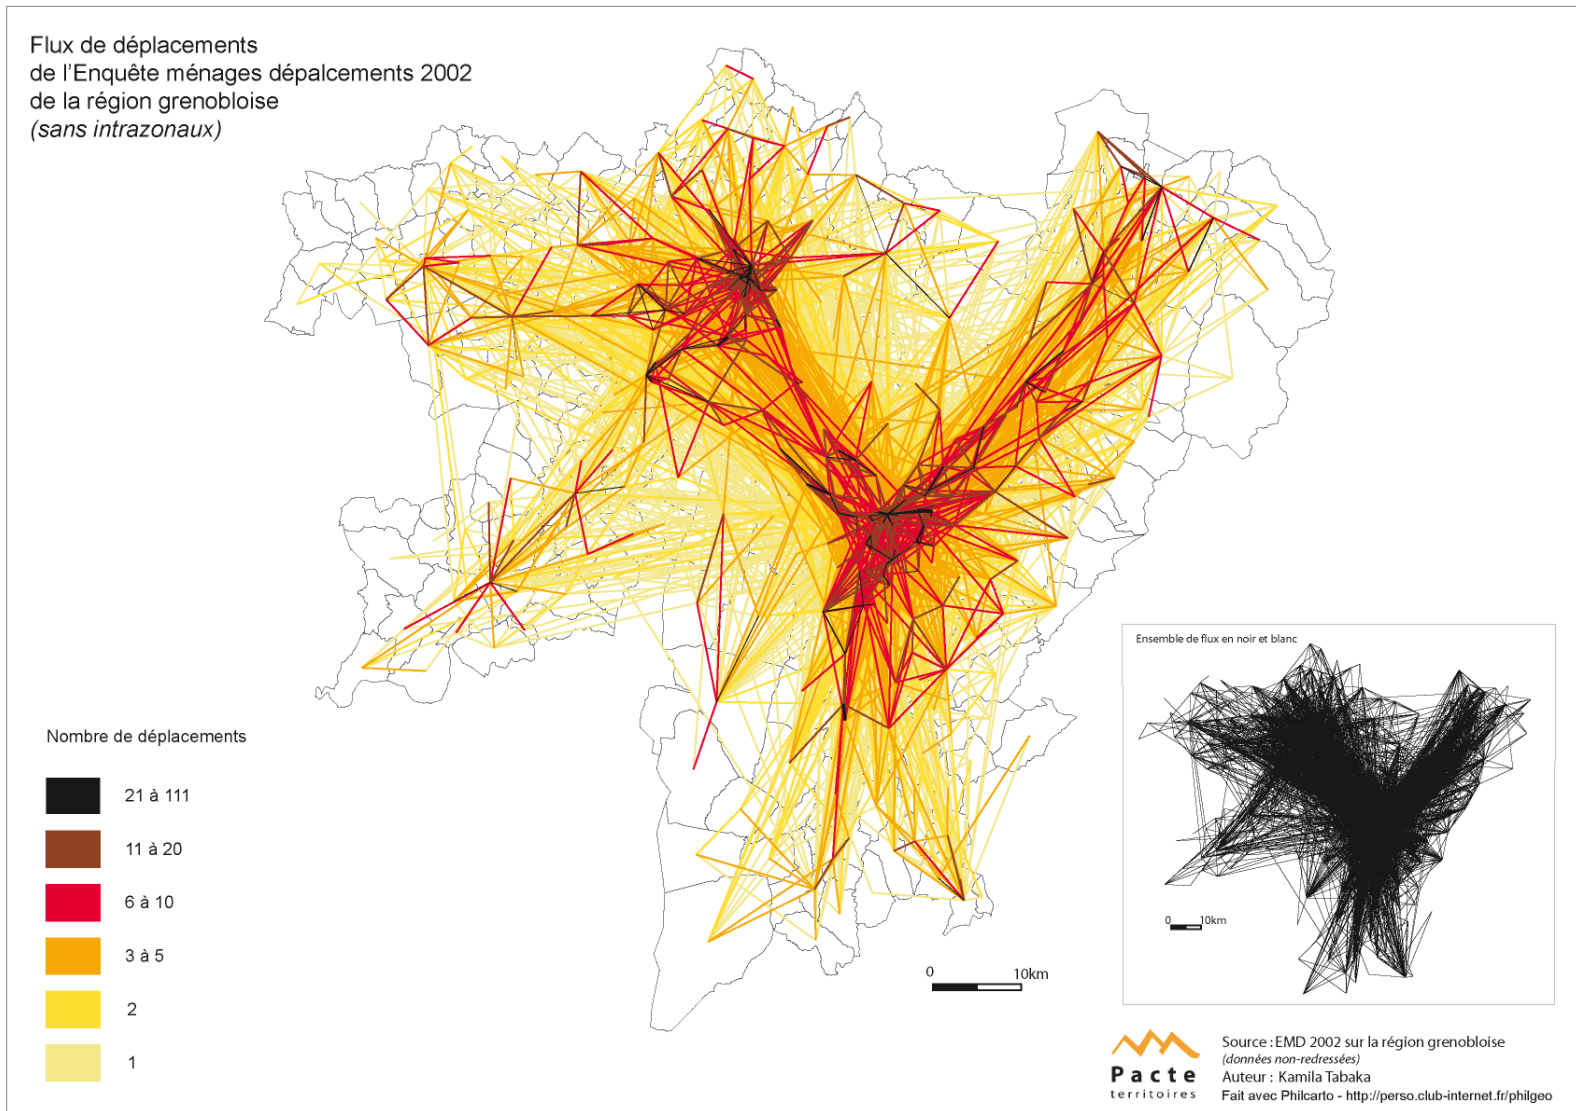 Flux de déplacements
de l'Enquête ménages dépalcements 2002
de la région grenobloise
(sans intrazonaux)
Ensemble de flux en noir et blanc
0 10km
Nombre de déplacements
21 à 111
11 à 20
6 à 10
3 à 5
2
1
0 10km
Pacte
territoires
Source : EMD 2002 sur la région grenobloise
(données non-redressées)
Auteur : Kamila Tabaka
Fait avec Philcarto - http://perso.club-internet.fr/philgeo